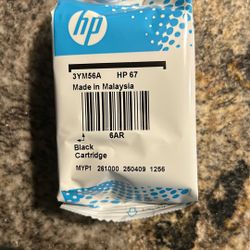 hp
3YM56A HP 67
Made in Malaysia
6AR
Black
Cartridge
MYP1 261000 250409 1256